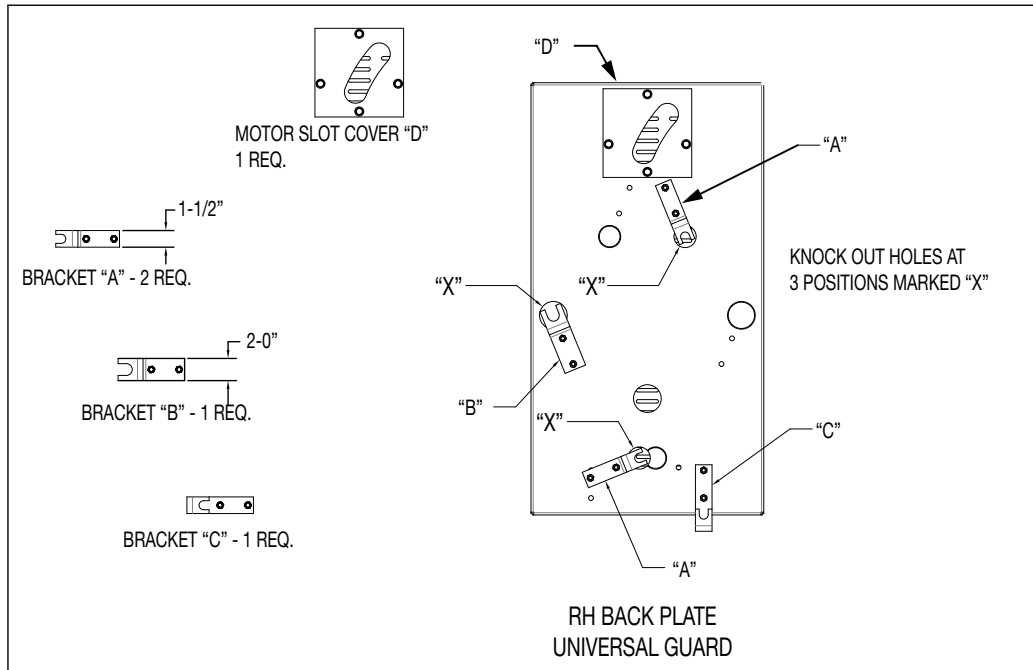 MOTOR SLOT COVER “D”
1 REQ.
1-1/2”
BRACKET “A” - 2 REQ.
2-0”
BRACKET “B” - 1 REQ.
BRACKET “C” - 1 REQ.
“D”
“A”
“X”
KNOCK OUT HOLES AT
3 POSITIONS MARKED “X”
“X”
“B”
“X”
“C”
“A”
RH BACK PLATE
UNIVERSAL GUARD